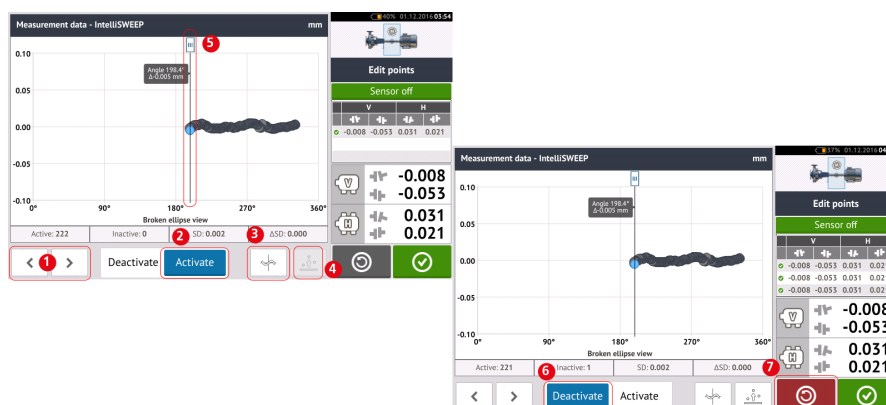 Measurement data - IntelliSWEEP mm
40% 01.12.2016 03:54
5
0.10
0.05
0.00
-0.05
-0.10
Angle 198.4°
Δ-0.005 mm
0° 90° 180° 270° 360°
Broken ellipse view
Active: 222 Inactive: 0 SD: 0.002 ΔSD: 0.000
2 3
1 Deactivate Activate 4
Edit points
Sensor off
V H
-0.008 -0.053 0.031 0.021
V -0.008
-0.053
H 0.031
0.021
Measurement data - IntelliSWEEP mm
37% 01.12.2016 04
0.10
0.05
0.00
-0.05
-0.10
Angle 198.4°
Δ-0.005 mm
0° 90° 180° 270° 360°
Broken ellipse view
Active: 221 Inactive: 1 SD: 0.002 ΔSD: 0.000
6 7
Deactivate Activate
Edit points
Sensor off
V H
-0.008 -0.053 0.031 0.02
-0.008 -0.053 0.031 0.02
-0.008 -0.053 0.031 0.02
V -0.008
-0.053
H 0.031
0.021